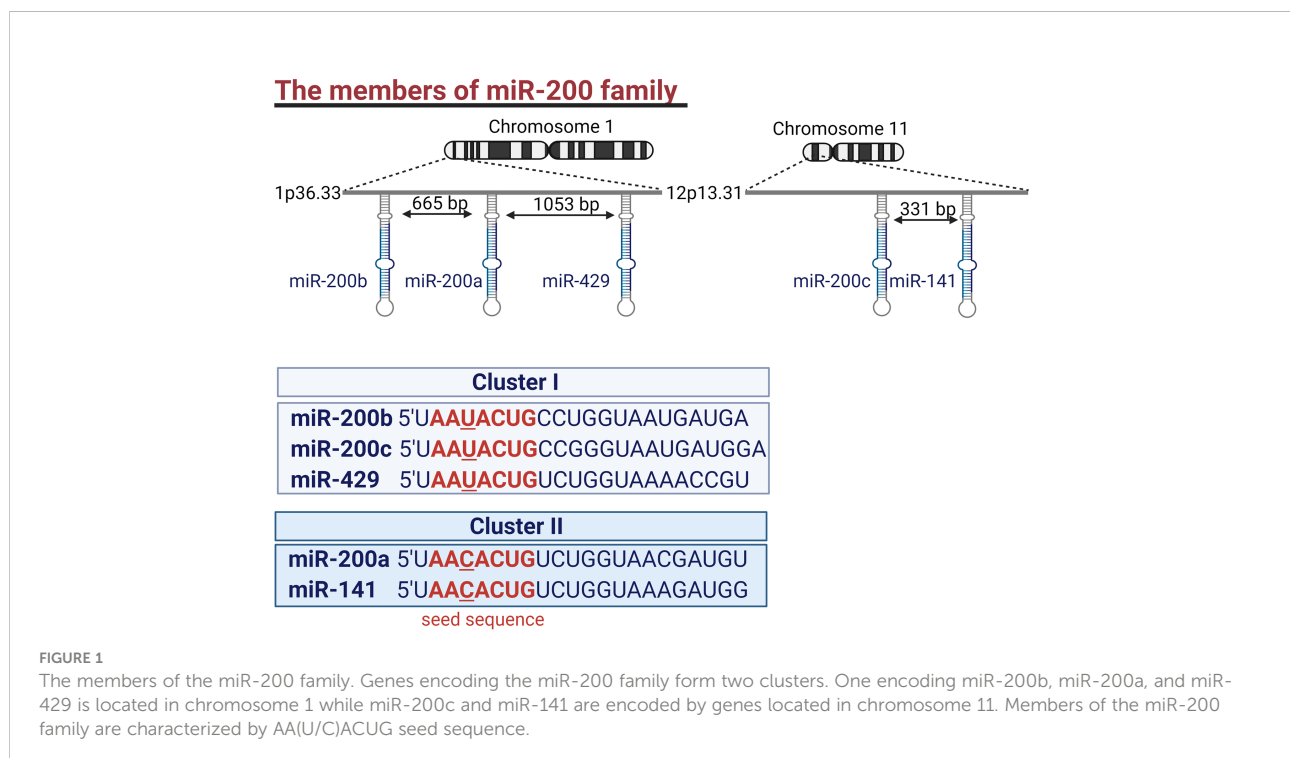 The members of miR-200 family
Chromosome 1
Chromosome 11
1p36.33
665 bp
1053 bp
12p13.31
331 bp
miR-200b
miR-200a
miR-429
miR-200c
miR-141
Cluster I
miR-200b 5'UAAUACUGCCUGGUAAUGAUGA
miR-200c 5'UAAUACUGCCGGGUAAUGAUGGA
miR-429 5'UAAUACUGUCUGGUAAAACCGU
Cluster II
miR-200a 5'UAACACUGUCUGGUAACGAUGU
miR-141 5'UAACACUGUCUGGUAAAGAUGG
seed sequence
FIGURE 1
The members of the miR-200 family. Genes encoding the miR-200 family form two clusters. One encoding miR-200b, miR-200a, and miR-
429 is located in chromosome 1 while miR-200c and miR-141 are encoded by genes located in chromosome 11. Members of the miR-200
family are characterized by AA(U/C)ACUG seed sequence.